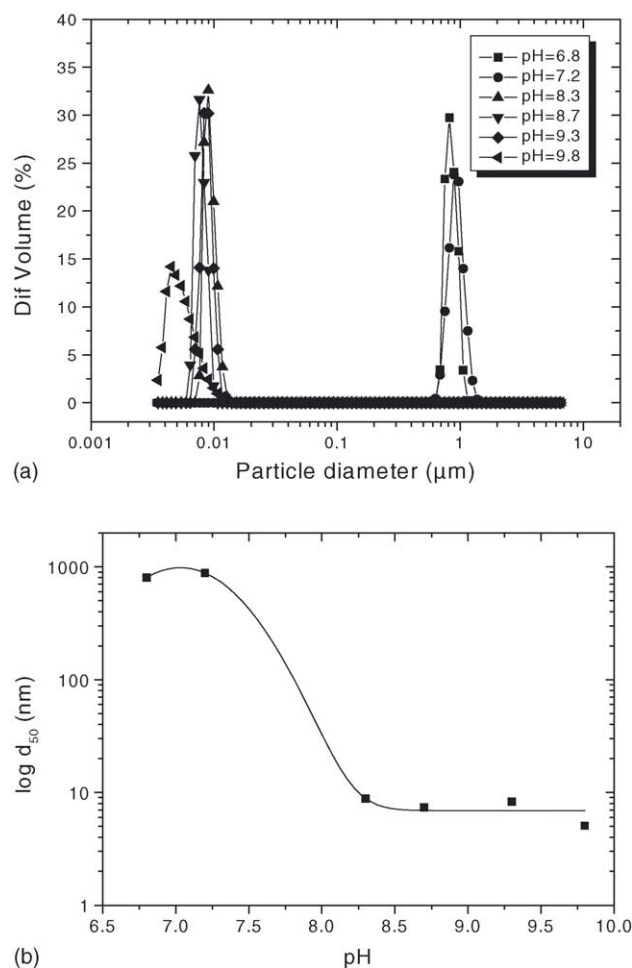 40
35
30
25
20
15
10
5
0
Dif Volume (%)
pH=6.8
pH=7.2
pH=8.3
pH=8.7
pH=9.3
pH=9.8
0.001
0.01
0.1
1
10
(a)
Particle diameter (μm)
1000
100
10
1
log d₅₀ (nm)
6.5
7.0
7.5
8.0
8.5
9.0
9.5
10.0
(b)
pH